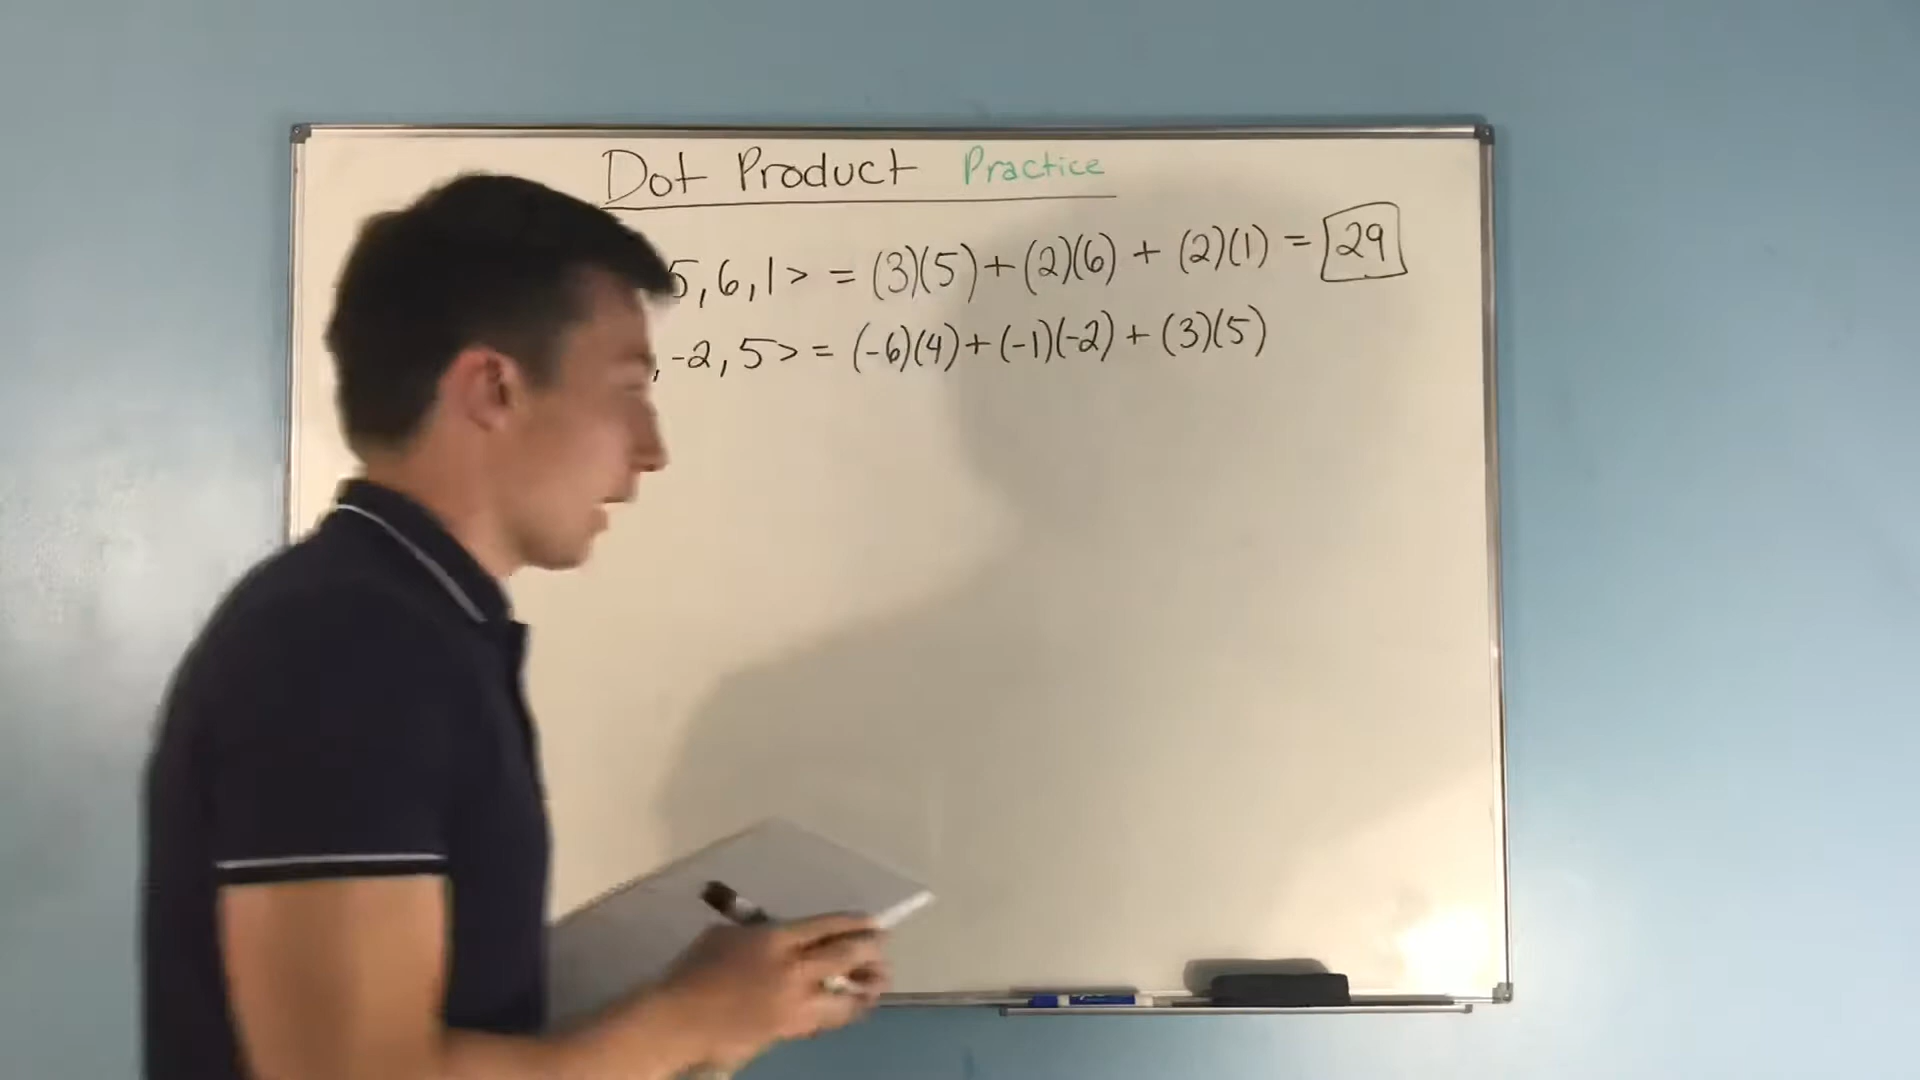 Dot Product Practice
5,6,1> = (3)(5)+(2)(6) + (2)(1) = 29
, -2,5> = (-6)(4)+(-1)(-2) + (3)(5)